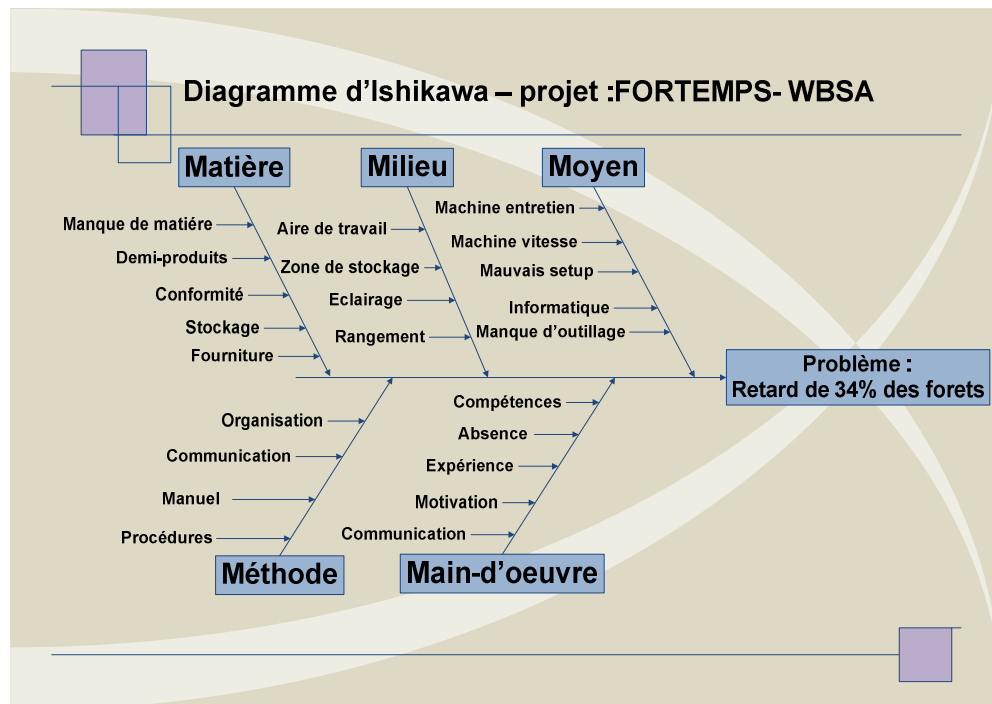 Diagramme d'Ishikawa – projet :FORTEMPS- WBSA
Matière
Milieu
Moyen
Manque de matiére
Demi-produits
Conformité
Stockage
Fourniture
Aire de travail
Zone de stockage
Eclairage
Rangement
Machine entretien
Machine vitesse
Mauvais setup
Informatique
Manque d'outillage
Problème :
Retard de 34% des forets
Organisation
Communication
Manuel
Procédures
Méthode
Compétences
Absence
Expérience
Motivation
Communication
Main-d'oeuvre